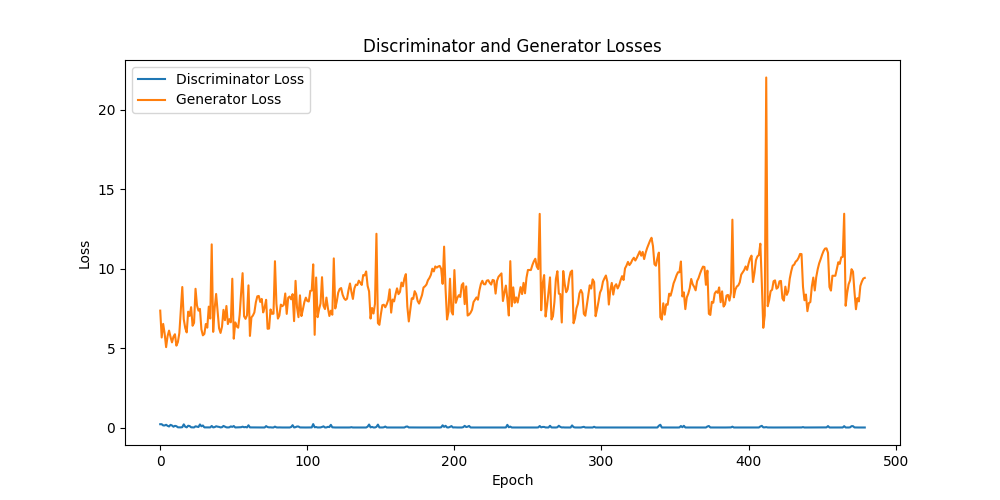 Discriminator and Generator Losses
Discriminator Loss
Generator Loss
20
15
10
5
0
Loss
0 100 200 300 400 500
Epoch